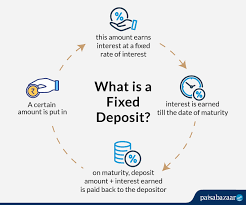 this amount earns
interest at a fixed
rate of interest
What is a
Fixed
Deposit?
A certain
amount is put in
interest is earned
till the date of maturity
on maturity, deposit
amount + interest earned
is paid back to the depositor
paisabazaar